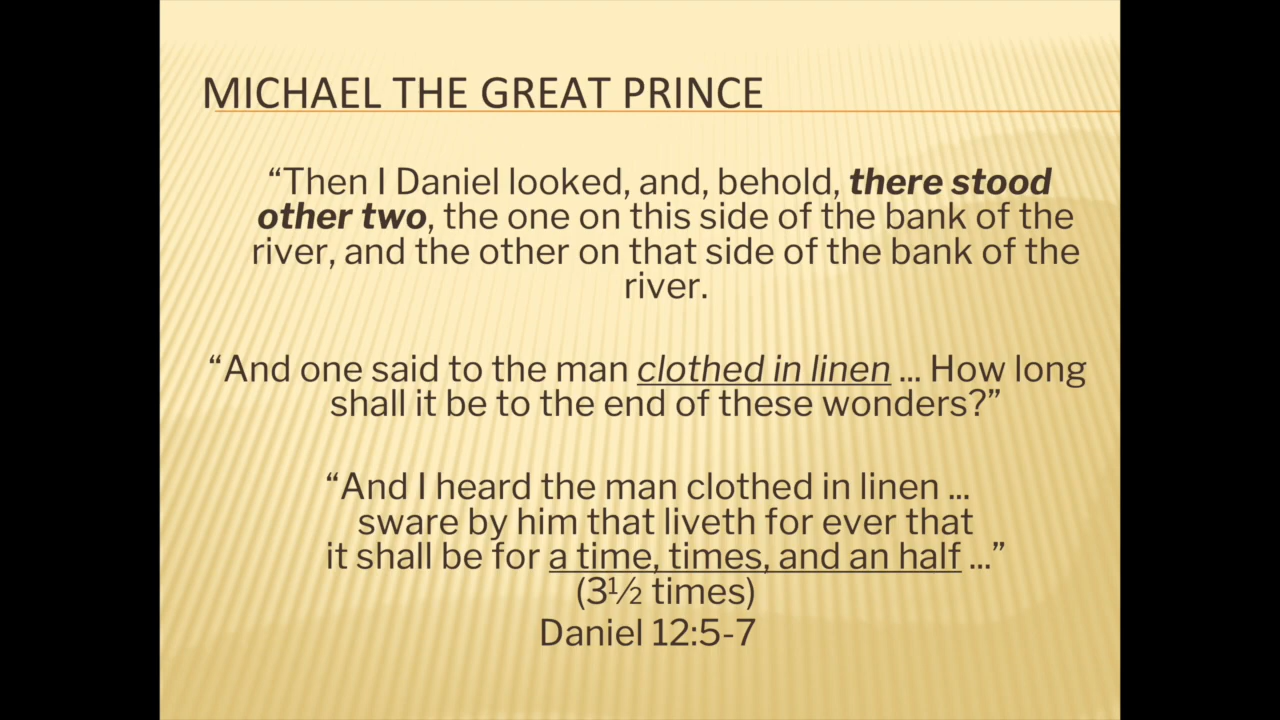 MICHAEL THE GREAT PRINCE
“Then I Daniel looked, and, behold, there stood
other two, the one on this side of the bank of the
river, and the other on that side of the bank of the
river.
“And one said to the man clothed in linen ... How long
shall it be to the end of these wonders?”
“And I heard the man clothed in linen ...
sware by him that liveth for ever that
it shall be for a time, times, and an half ...”
(3½ times)
Daniel 12:5-7